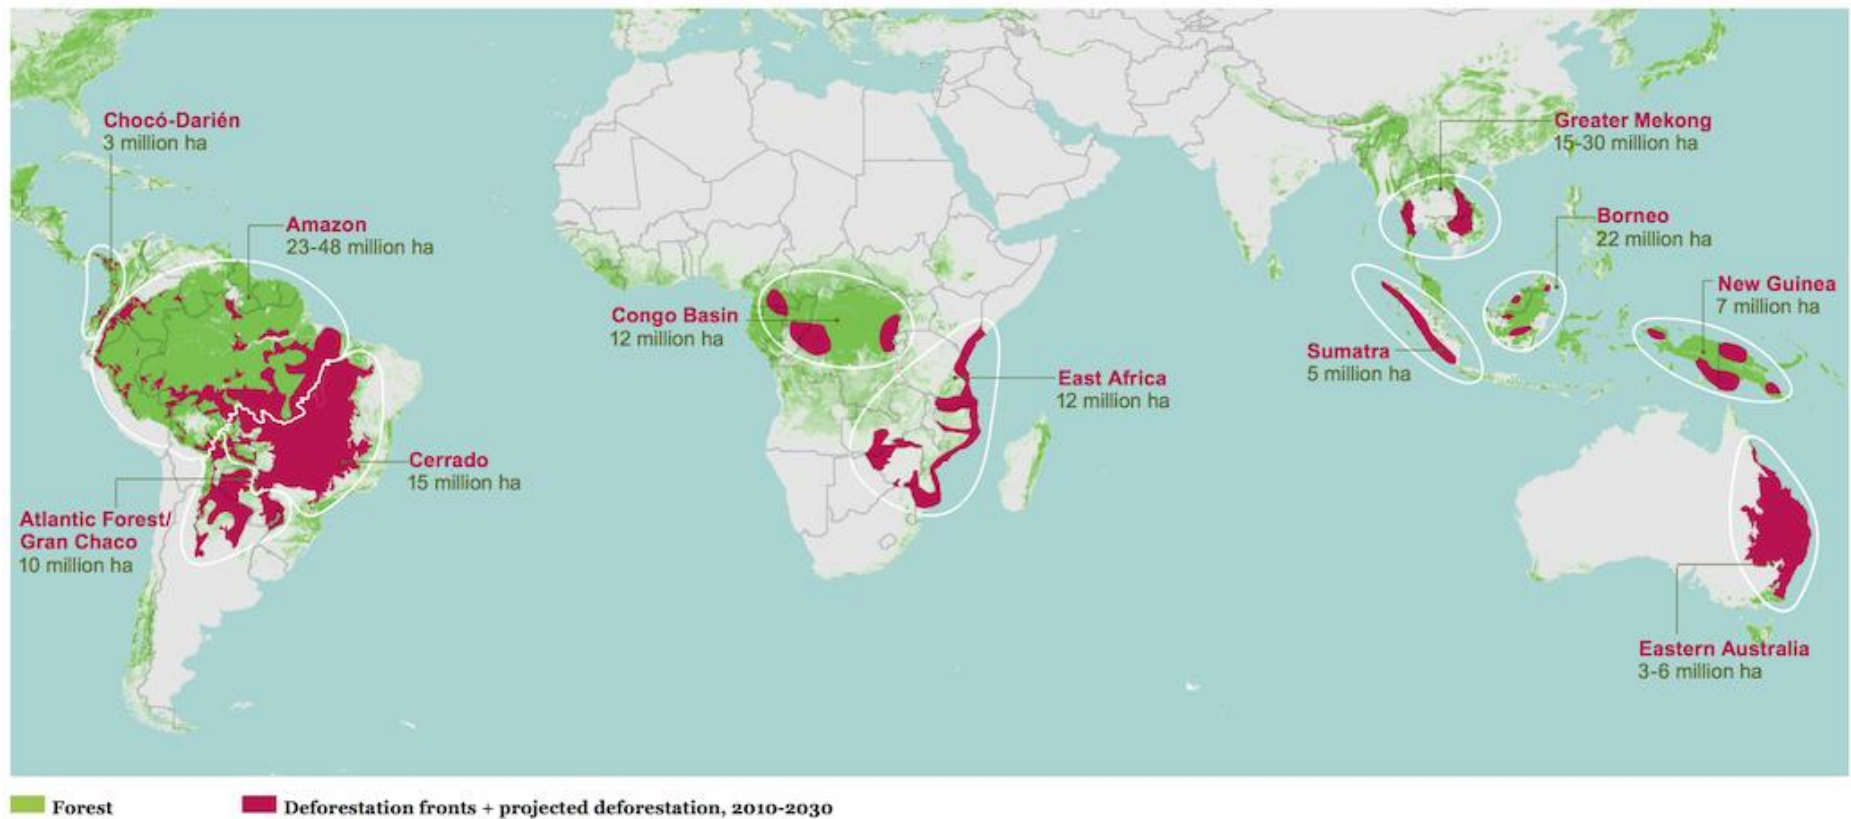 Chocó-Darién
3 million ha
Amazon
23-48 million ha
Congo Basin
12 million ha
East Africa
12 million ha
Greater Mekong
15-30 million ha
Borneo
22 million ha
New Guinea
7 million ha
Sumatra
5 million ha
Cerrado
15 million ha
Atlantic Forest/
Gran Chaco
10 million ha
Eastern Australia
3-6 million ha
Forest
Deforestation fronts + projected deforestation, 2010-2030